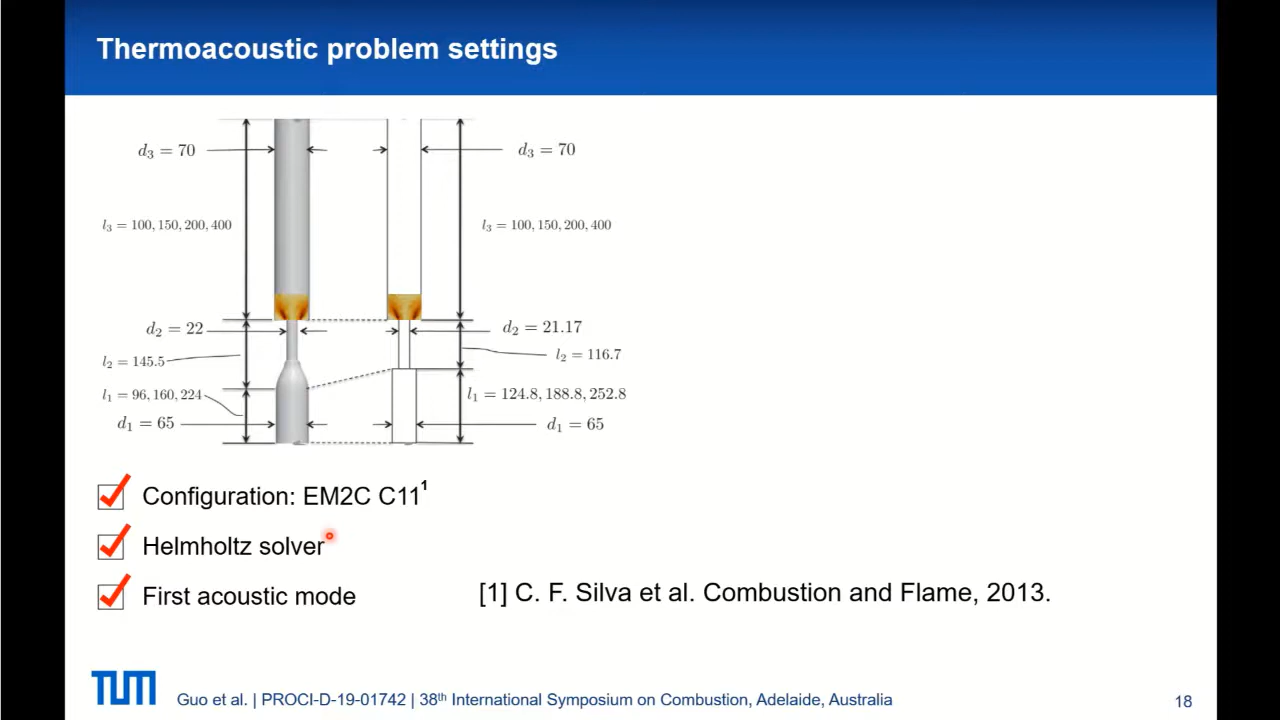 Thermoacoustic problem settings
d₃ = 70
d₃ = 70
l₃ = 100, 150, 200, 400
l₃ = 100, 150, 200, 400
d₂ = 22
d₂ = 21.17
l₂ = 145.5
l₂ = 116.7
l₁ = 96, 160, 224
l₁ = 124.8, 188.8, 252.8
d₁ = 65
d₁ = 65
Configuration: EM2C C11¹
Helmholtz solver
First acoustic mode
[1] C. F. Silva et al. Combustion and Flame, 2013.
TUM
Guo et al. | PROCI-D-19-01742 | 38th International Symposium on Combustion, Adelaide, Australia
18